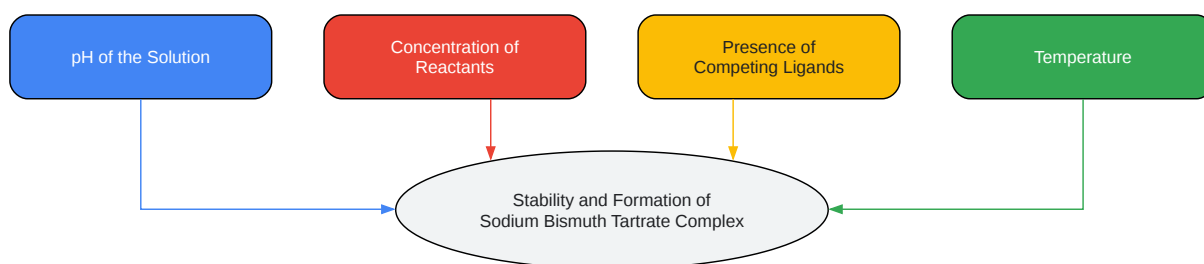 pH of the Solution
Concentration of
Reactants
Presence of
Competing Ligands
Temperature
Stability and Formation of
Sodium Bismuth Tartrate Complex